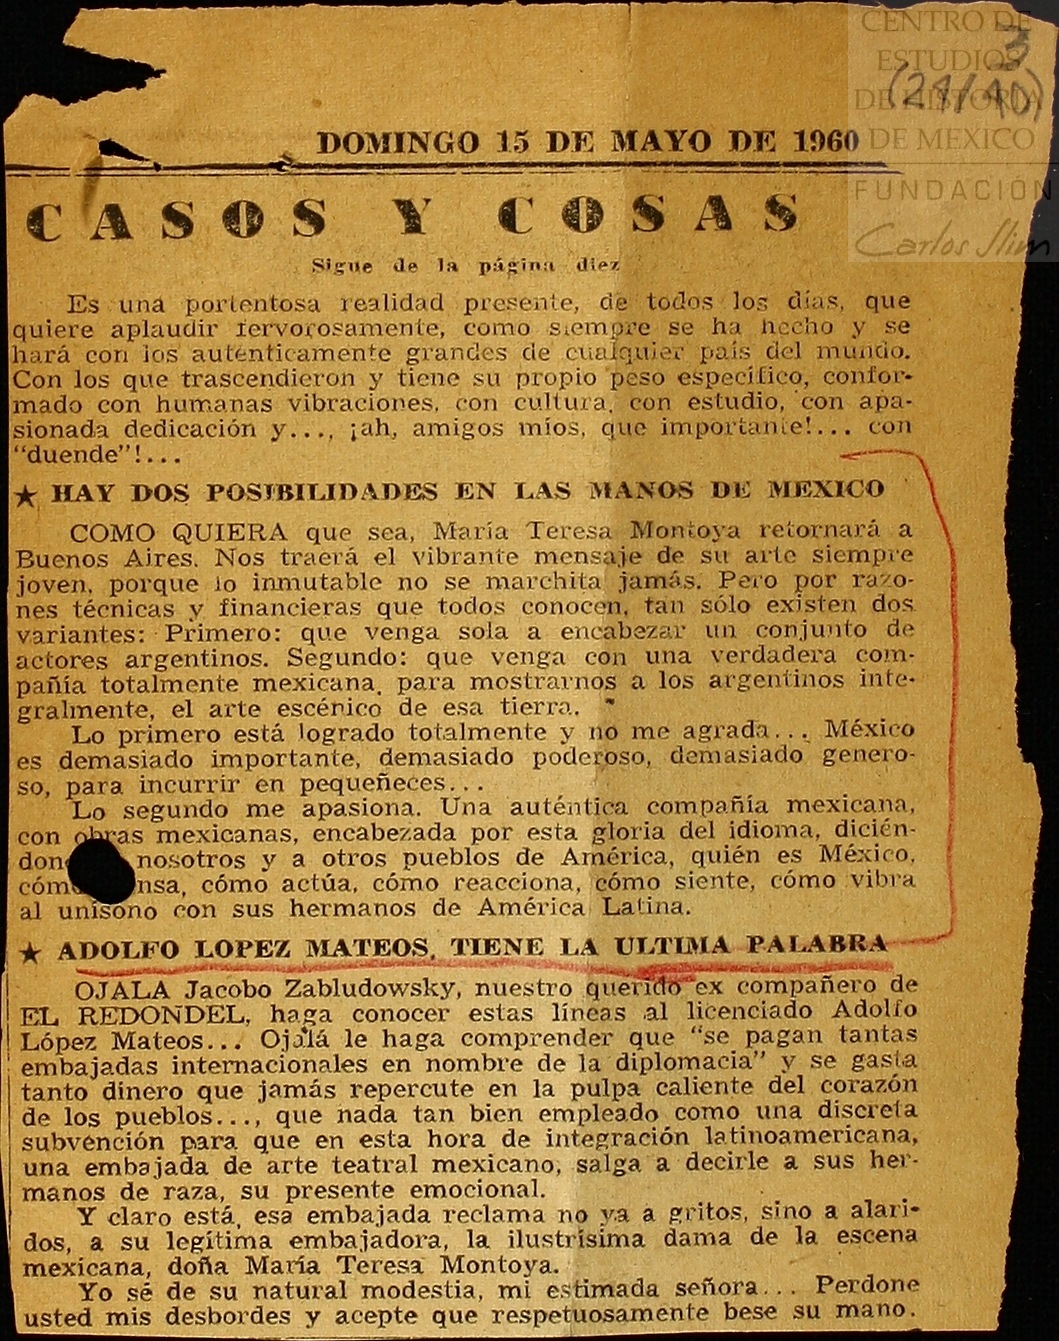 CENTRO DE
ESTUDIOS
DE HISTORIA
DE MEXICO
FUNDACIÓN
Carlos Slim
3
(24/40)
DOMINGO 15 DE MAYO DE 1960
CASOS Y COSAS
Sigue de la página diez
Es una portentosa realidad presente, de todos los días, que
quiere aplaudir fervorosamente, como siempre se ha hecho y se
hará con los auténticamente grandes de cualquier país del mundo.
Con los que trascendieron y tiene su propio peso específico, confor-
mado con humanas vibraciones, con cultura, con estudio, con apa-
sionada dedicación y..., ¡ah, amigos míos, que importante!... con
"duende"!...
★ HAY DOS POSIBILIDADES EN LAS MANOS DE MEXICO
COMO QUIERA que sea, María Teresa Montoya retornará a
Buenos Aires. Nos traerá el vibrante mensaje de su arte siempre
joven, porque lo inmutable no se marchita jamás. Pero por razo-
nes técnicas y financieras que todos conocen, tan sólo existen dos
variantes: Primero: que venga sola a encabezar un conjunto de
actores argentinos. Segundo: que venga con una verdadera com-
pañía totalmente mexicana, para mostrarnos a los argentinos inte-
gralmente, el arte escénico de esa tierra.
Lo primero está logrado totalmente y no me agrada... México
es demasiado importante, demasiado poderoso, demasiado genero-
so, para incurrir en pequeñeces...
Lo segundo me apasiona. Una auténtica compañía mexicana,
con obras mexicanas, encabezada por esta gloria del idioma, dicién-
don nosotros y a otros pueblos de América, quién es México,
cóm nsa, cómo actúa, cómo reacciona, cómo siente, cómo vibra
al unísono con sus hermanos de América Latina.
★ ADOLFO LOPEZ MATEOS, TIENE LA ULTIMA PALABRA
OJALA Jacobo Zabludowsky, nuestro querido ex compañero de
EL REDONDEL, haga conocer estas líneas al licenciado Adolfo
López Mateos... Ojalá le haga comprender que "se pagan tantas
embajadas internacionales en nombre de la diplomacia" y se gasta
tanto dinero que jamás repercute en la pulpa caliente del corazón
de los pueblos..., que nada tan bien empleado como una discreta
subvención para que en esta hora de integración latinoamericana,
una embajada de arte teatral mexicano, salga a decirle a sus her-
manos de raza, su presente emocional.
Y claro está, esa embajada reclama no ya a gritos, sino a alari-
dos, a su legítima embajadora, la ilustrísima dama de la escena
mexicana, doña María Teresa Montoya.
Yo sé de su natural modestia, mi estimada señora... Perdone
usted mis desbordes y acepte que respetuosamente bese su mano.